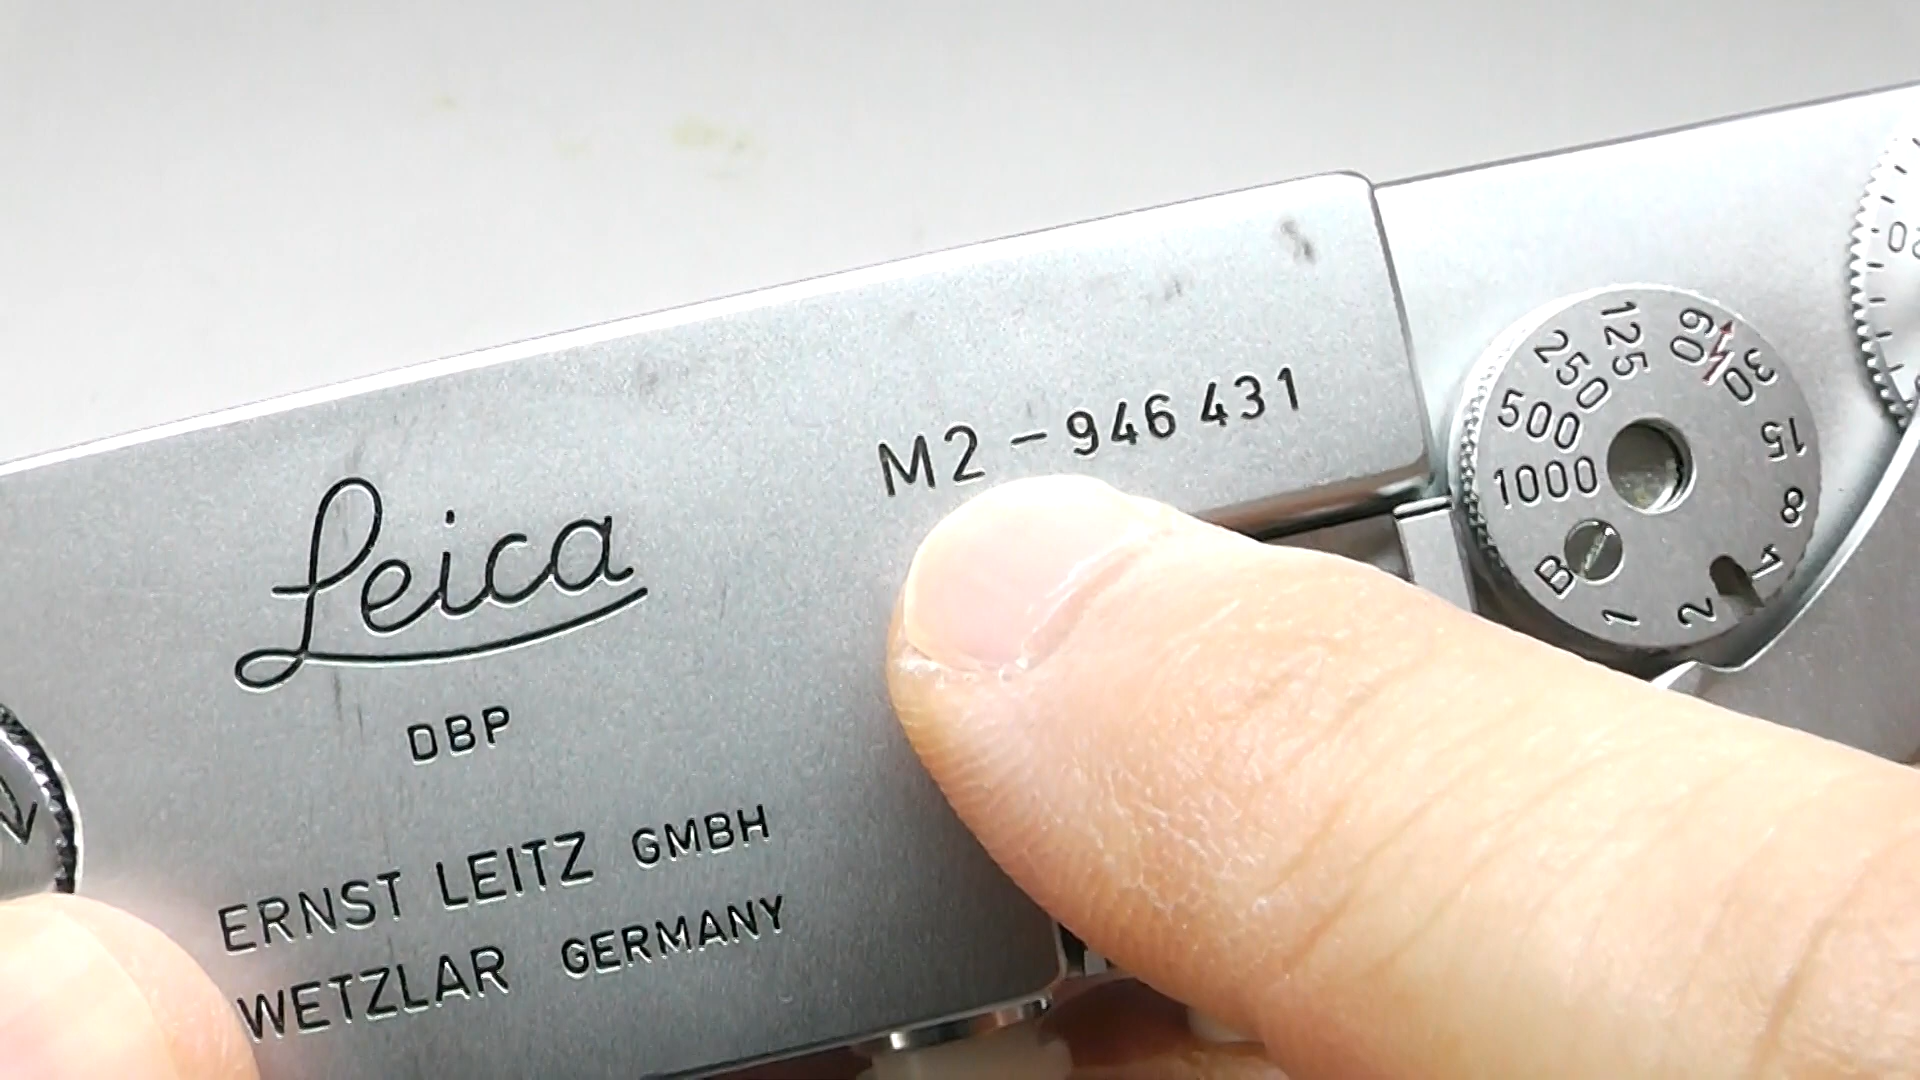 M2 – 946 431
Leica
DBP
ERNST LEITZ GMBH
WETZLAR GERMANY
B 1 2 4 8 15 30 60 125 250 500 1000